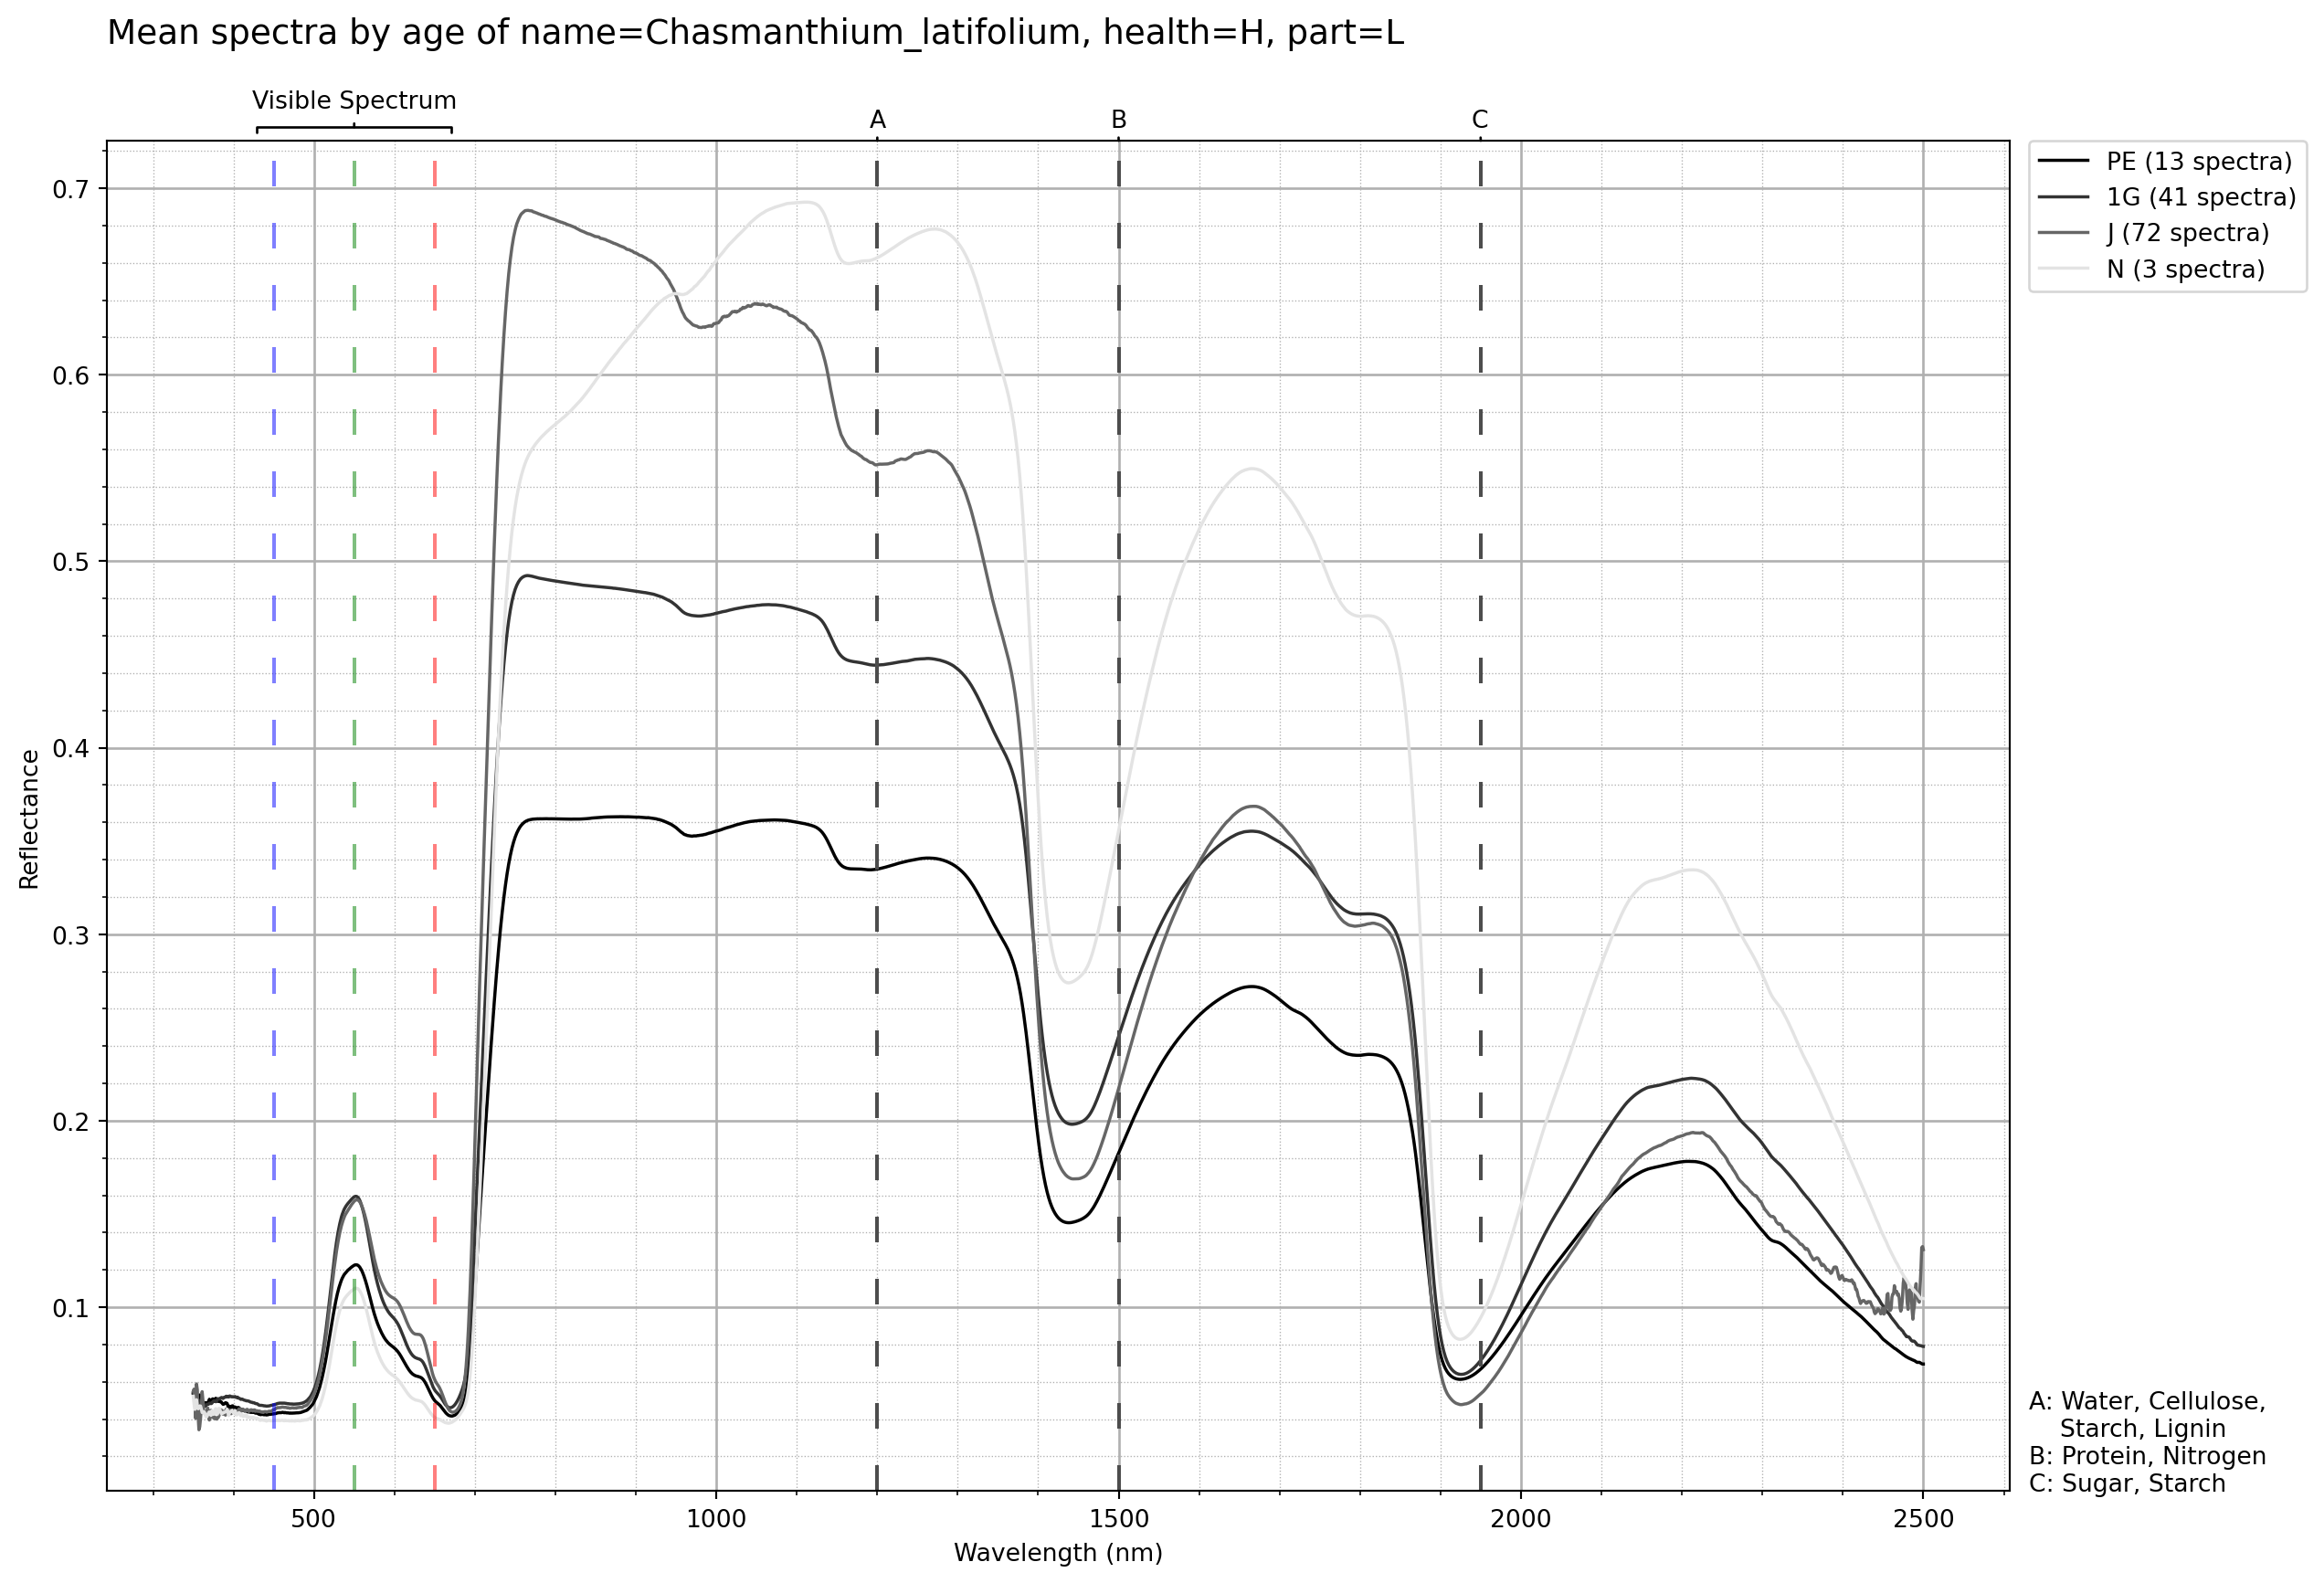 Mean spectra by age of name=Chasmanthium_latifolium, health=H, part=L
Visible Spectrum
A
B
C
PE (13 spectra)
1G (41 spectra)
J (72 spectra)
N (3 spectra)
0.7
0.6
0.5
0.4
0.3
0.2
0.1
Reflectance
500
1000
1500
2000
2500
Wavelength (nm)
A: Water, Cellulose,
Starch, Lignin
B: Protein, Nitrogen
C: Sugar, Starch